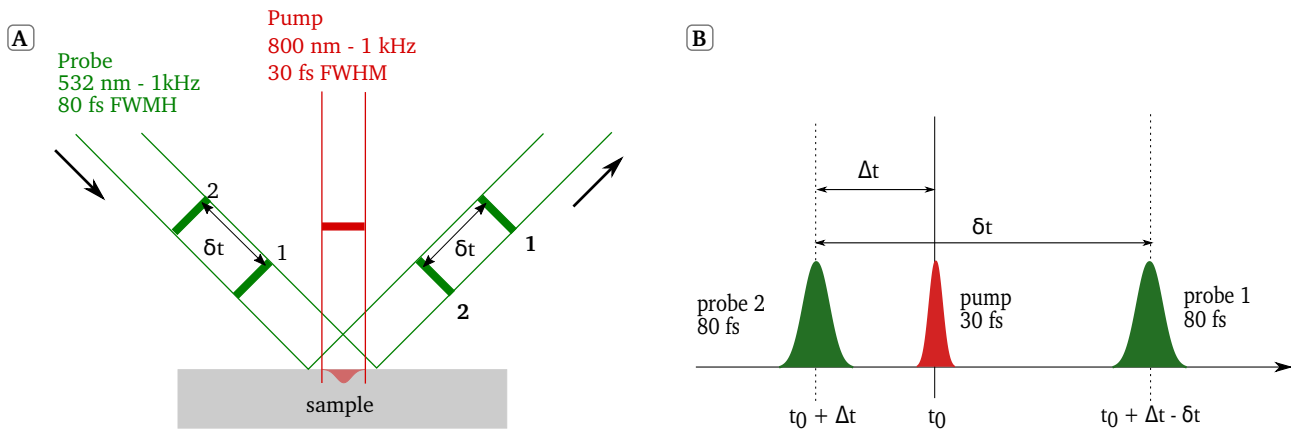 A
Probe
532 nm - 1kHz
80 fs FWMH
Pump
800 nm - 1 kHz
30 fs FWHM
2
δt
1
δt
1
2
sample
B
Δt
δt
probe 2
80 fs
pump
30 fs
probe 1
80 fs
t0 + Δt
t0
t0 + Δt - δt